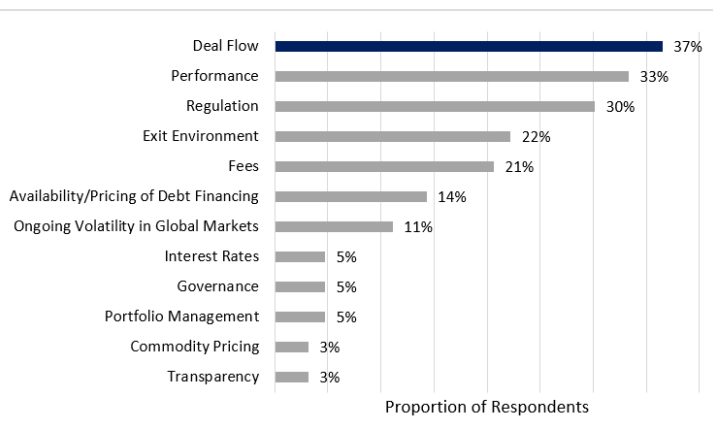 Deal Flow 37%
Performance 33%
Regulation 30%
Exit Environment 22%
Fees 21%
Availability/Pricing of Debt Financing 14%
Ongoing Volatility in Global Markets 11%
Interest Rates 5%
Governance 5%
Portfolio Management 5%
Commodity Pricing 3%
Transparency 3%
Proportion of Respondents